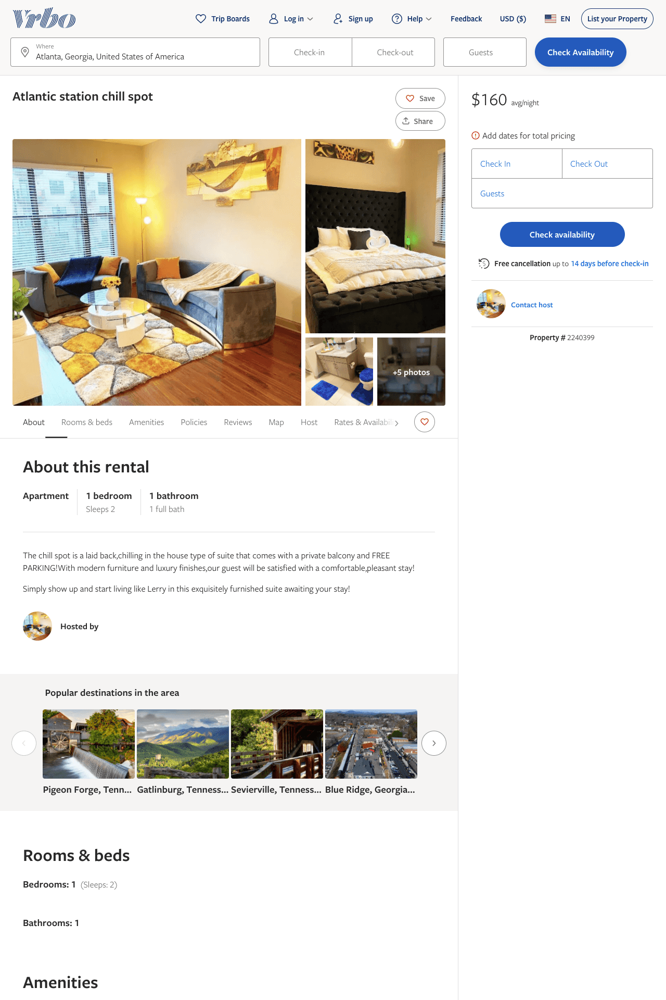 Vrbo
Trip Boards
Log in
Sign up
Help
Feedback
USD ($)
EN
List your Property
Where
Atlanta, Georgia, United States of America
Check-in
Check-out
Guests
Check Availability
Atlantic station chill spot
Save
Share
+5 photos
$160 avg/night
Add dates for total pricing
Check In
Check Out
Guests
Check availability
Free cancellation up to 14 days before check-in
Contact host
Property # 2240399
About
Rooms & beds
Amenities
Policies
Reviews
Map
Host
Rates & Availabili
About this rental
Apartment
1 bedroom
Sleeps 2
1 bathroom
1 full bath
The chill spot is a laid back,chilling in the house type of suite that comes with a private balcony and FREE
PARKING!With modern furniture and luxury finishes,our guest will be satisfied with a comfortable,pleasant stay!
Simply show up and start living like Lerry in this exquisitely furnished suite awaiting your stay!
Hosted by
Popular destinations in the area
Pigeon Forge, Tenn...
Gatlinburg, Tenness...
Sevierville, Tenness...
Blue Ridge, Georgia...
Rooms & beds
Bedrooms: 1 (Sleeps: 2)
Bathrooms: 1
Amenities